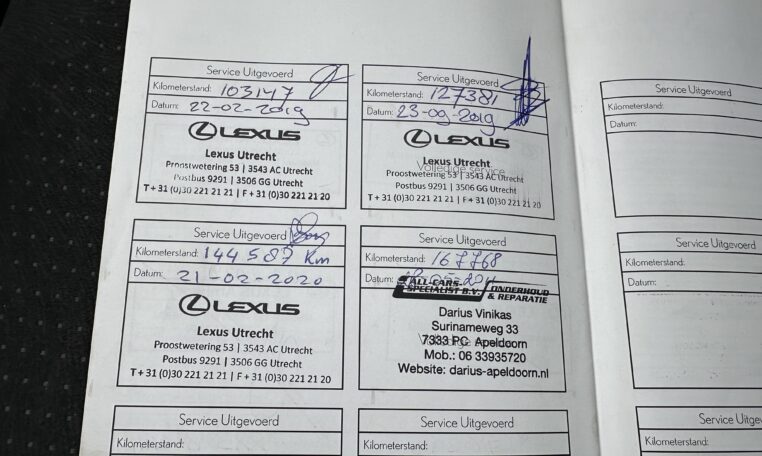 Service Uitgevoerd
Kilometerstand: 103147
Datum: 22-02-2019
LEXUS
Lexus Utrecht
Proostwetering 53 | 3543 AC Utrecht
Postbus 9291 | 3506 GG Utrecht
T + 31 (0)30 221 21 21 | F + 31 (0)30 221 21 20
Service Uitgevoerd
Kilometerstand: 127381
Datum: 23-09-2019
LEXUS
Lexus Utrecht
Volledige service
Proostwetering 53 | 3543 AC Utrecht
Postbus 9291 | 3506 GG Utrecht
T + 31 (0)30 221 21 21 | F + 31 (0)30 221 21 20
Service Uitgevoerd
Kilometerstand:
Datum:
Service Uitgevoerd
Kilometerstand: 144587 Km
Datum: 21-02-2020
LEXUS
Lexus Utrecht
Proostwetering 53 | 3543 AC Utrecht
Postbus 9291 | 3506 GG Utrecht
T + 31 (0)30 221 21 21 | F + 31 (0)30 221 21 20
Service Uitgevoerd
Kilometerstand: 167768
Datum:
ALL CARS
SPECIALIST B.V.
ONDERHOUD
& REPARATIE
Darius Vinikas
Surinameweg 33
7333 PC Apeldoorn
Mob.: 06 33935720
Website: darius-apeldoorn.nl
Service Uitgevoerd
Kilometerstand:
Datum:
Service Uitgevoerd
Kilometerstand:
Service Uitgevoerd
Kilometerstand:
Service Uitgev
Kilometerstand: